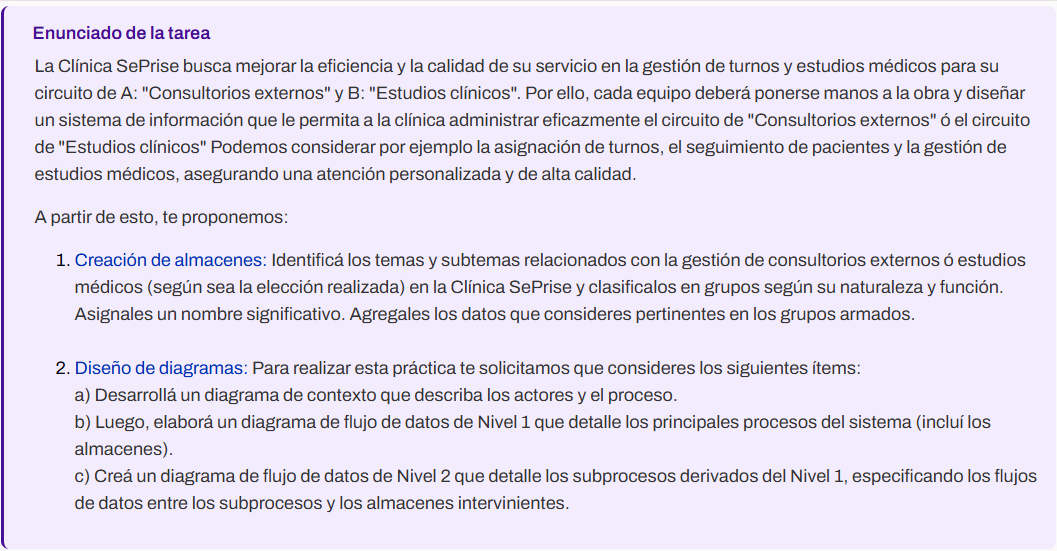 Enunciado de la tarea
La Clínica SePrise busca mejorar la eficiencia y la calidad de su servicio en la gestión de turnos y estudios médicos para su
circuito de A: "Consultorios externos" y B: "Estudios clínicos". Por ello, cada equipo deberá ponerse manos a la obra y diseñar
un sistema de información que le permita a la clínica administrar eficazmente el circuito de "Consultorios externos" ó el circuito
de "Estudios clínicos" Podemos considerar por ejemplo la asignación de turnos, el seguimiento de pacientes y la gestión de
estudios médicos, asegurando una atención personalizada y de alta calidad.
A partir de esto, te proponemos:
1. Creación de almacenes: Identificá los temas y subtemas relacionados con la gestión de consultorios externos ó estudios
médicos (según sea la elección realizada) en la Clínica SePrise y clasificalos en grupos según su naturaleza y función.
Asignales un nombre significativo. Agregales los datos que consideres pertinentes en los grupos armados.
2. Diseño de diagramas: Para realizar esta práctica te solicitamos que consideres los siguientes ítems:
a) Desarrollá un diagrama de contexto que describa los actores y el proceso.
b) Luego, elaborá un diagrama de flujo de datos de Nivel 1 que detalle los principales procesos del sistema (incluí los
almacenes).
c) Creá un diagrama de flujo de datos de Nivel 2 que detalle los subprocesos derivados del Nivel 1, especificando los flujos
de datos entre los subprocesos y los almacenes intervinientes.